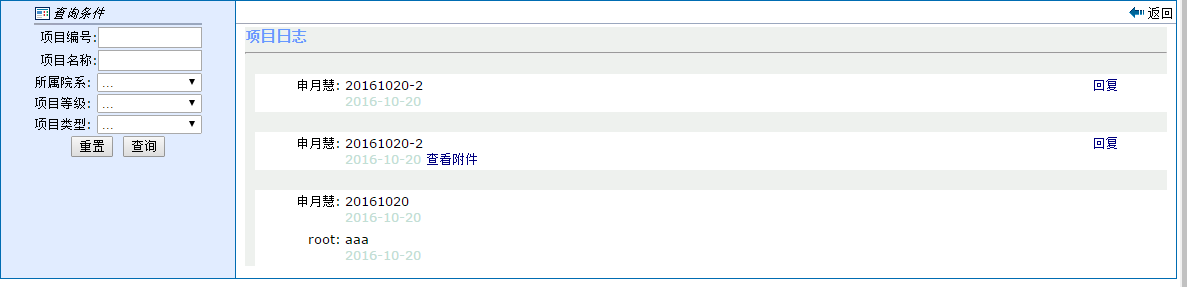 查询条件
项目编号:
项目名称:
所属院系: ...
项目等级: ...
项目类型: ...
重置 查询
返回
项目日志
申月慧: 20161020-2 回复
2016-10-20
申月慧: 20161020-2 回复
2016-10-20 查看附件
申月慧: 20161020
2016-10-20
root: aaa
2016-10-20